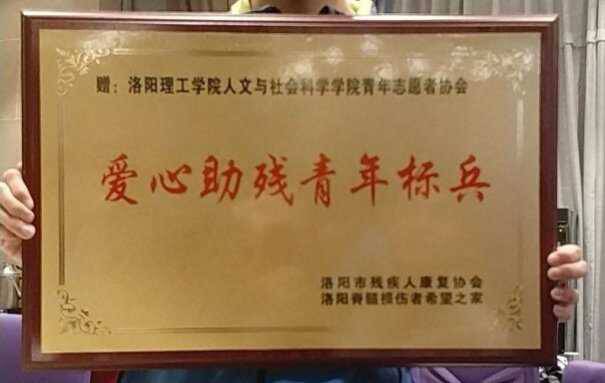 赠：洛阳理工学院人文与社会科学学院青年志愿者协会
爱心助残青年标兵
洛阳市残疾人康复协会
洛阳脊髓损伤者希望之家